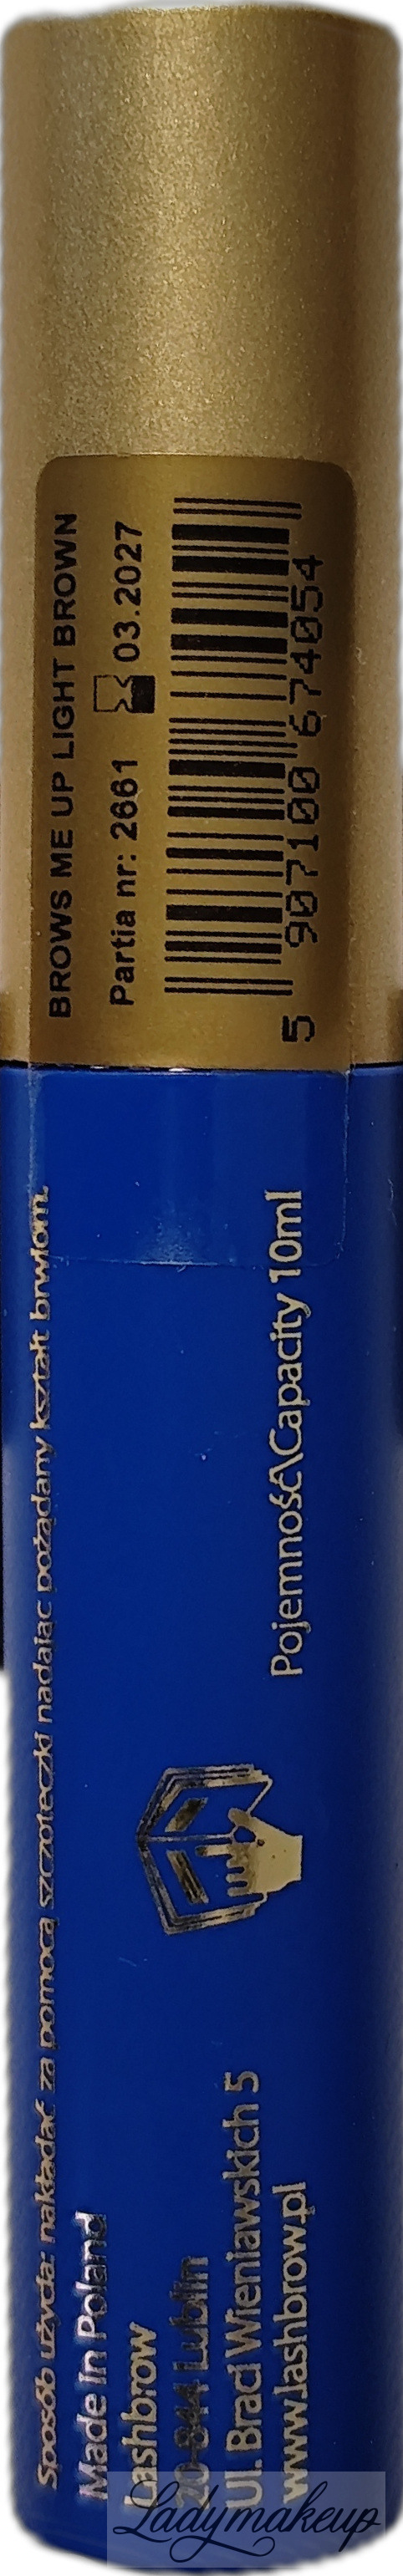 BROWS ME UP LIGHT BROWN
Partia nr: 2661 03.2027
5 907100 674054
Sposób użycia: nakładać za pomocą szczoteczki nadając pożądany kształt brwiom.
Made in Poland
Lashbrow
20-844 Lublin
Ul. Braci Wieniawskich 5
www.lashbrow.pl
Pojemność\Capacity 10ml
Ladymakeup